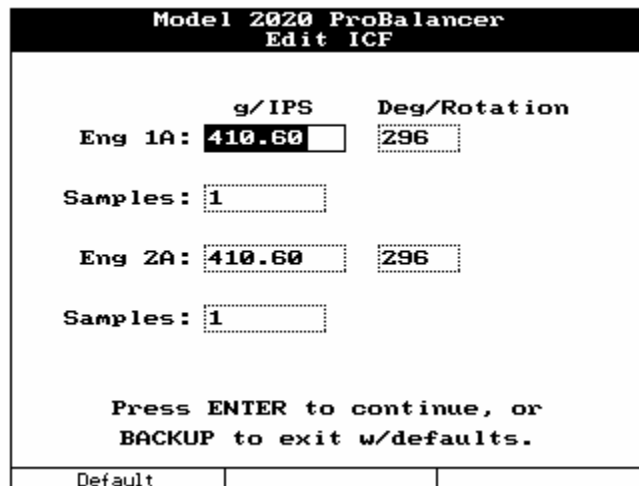 Model 2020 ProBalancer
Edit ICF
g/IPS Deg/Rotation
Eng 1A: 410.60 296
Samples: 1
Eng 2A: 410.60 296
Samples: 1
Press ENTER to continue, or
BACKUP to exit w/defaults.
Default